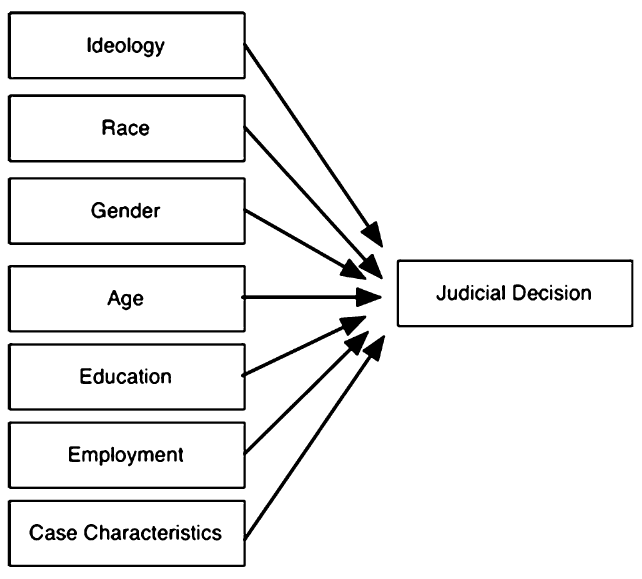 Ideology
Race
Gender
Age
Education
Employment
Case Characteristics
Judicial Decision